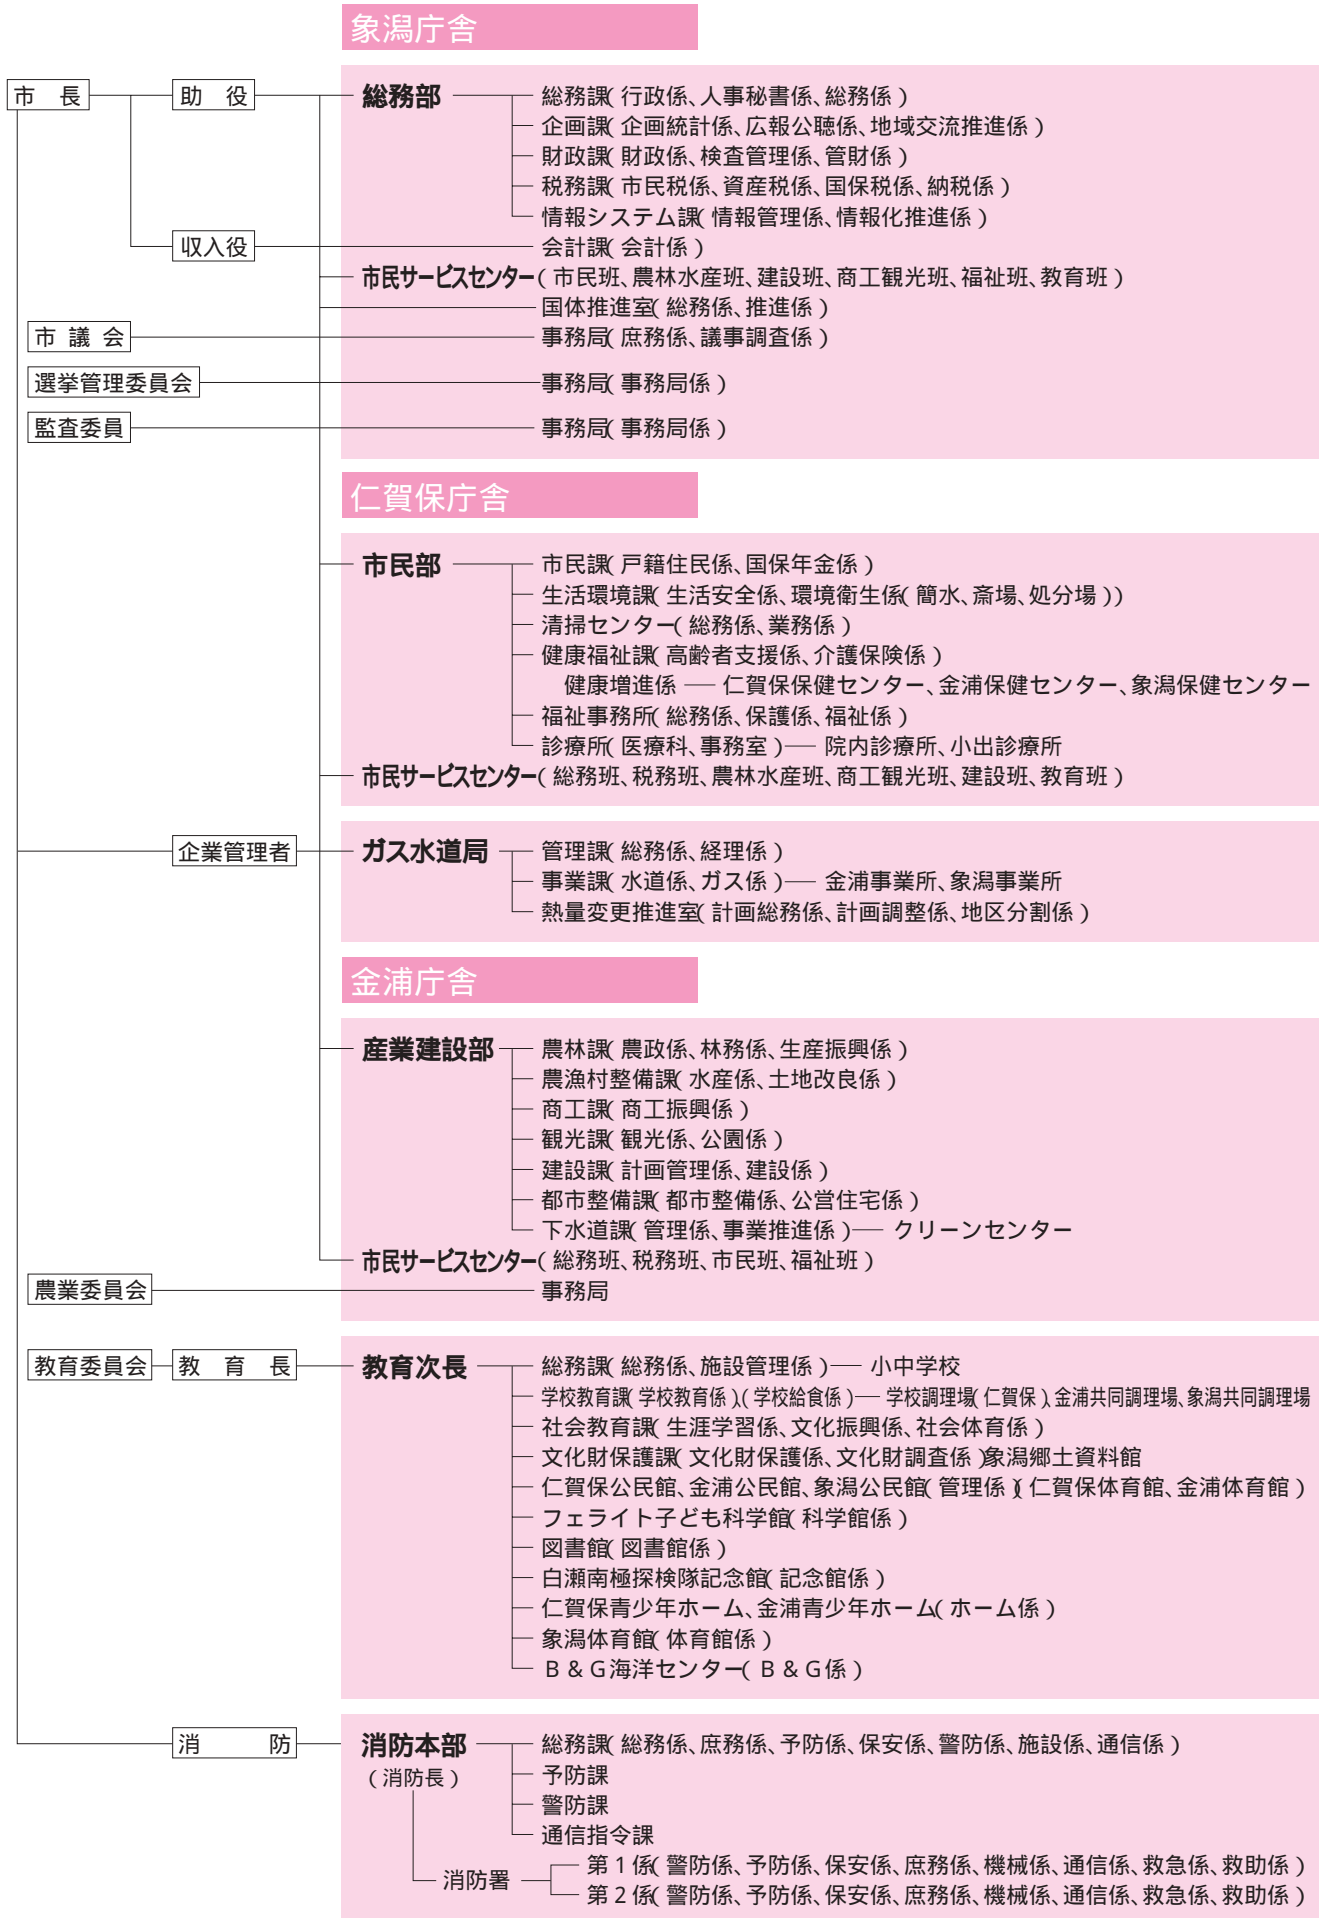 象潟庁舎
市　長　助　役　総務部　総務課(行政係、人事秘書係、総務係)
企画課(企画統計係、広報公聴係、地域交流推進係)
財政課(財政係、検査管理係、管財係)
税務課(市民税係、資産税係、国保税係、納税係)
情報システム課(情報管理係、情報化推進係)
収入役　会計課(会計係)
市民サービスセンター(市民班、農林水産班、建設班、商工観光班、福祉班、教育班)
国体推進室(総務係、推進係)
市議会　事務局(庶務係、議事調査係)
選挙管理委員会　事務局(事務局係)
監査委員　事務局(事務局係)
仁賀保庁舎
市民部　市民課(戸籍住民係、国保年金係)
生活環境課(生活安全係、環境衛生係(簡水、斎場、処分場))
清掃センター(総務係、業務係)
健康福祉課(高齢者支援係、介護保険係)
健康増進係 ── 仁賀保保健センター、金浦保健センター、象潟保健センター
福祉事務所(総務係、保護係、福祉係)
診療所(医療科、事務室) ── 院内診療所、小出診療所
市民サービスセンター(総務班、税務班、農林水産班、商工観光班、建設班、教育班)
企業管理者　ガス水道局　管理課(総務係、経理係)
事業課(水道係、ガス係) ── 金浦事業所、象潟事業所
熱量変更推進室(計画総務係、計画調整係、地区分割係)
金浦庁舎
産業建設部　農林課(農政係、林務係、生産振興係)
農漁村整備課(水産係、土地改良係)
商工課(商工振興係)
観光課(観光係、公園係)
建設課(計画管理係、建設係)
都市整備課(都市整備係、公営住宅係)
下水道課(管理係、事業推進係) ── クリーンセンター
市民サービスセンター(総務班、税務班、市民班、福祉班)
農業委員会　事務局
教育委員会　教　育　長　教育次長　総務課(総務係、施設管理係) ── 小中学校
学校教育課(学校教育係)、(学校給食係) ── 学校調理場(仁賀保)、金浦共同調理場、象潟共同調理場
社会教育課(生涯学習係、文化振興係、社会体育係)
文化財保護課(文化財保護係、文化財調査係)象潟郷土資料館
仁賀保公民館、金浦公民館、象潟公民館(管理係)(仁賀保体育館、金浦体育館)
フェライト子ども科学館(科学館係)
図書館(図書館係)
白瀬南極探検隊記念館(記念館係)
仁賀保青少年ホーム、金浦青少年ホーム(ホーム係)
象潟体育館(体育館係)
B&G海洋センター(B&G係)
消　防　消防本部　総務課(総務係、庶務係、予防係、保安係、警防係、施設係、通信係)
(消防長)　予防課
警防課
通信指令課
消防署　第1係(警防係、予防係、保安係、庶務係、機械係、通信係、救急係、救助係)
第2係(警防係、予防係、保安係、庶務係、機械係、通信係、救急係、救助係)